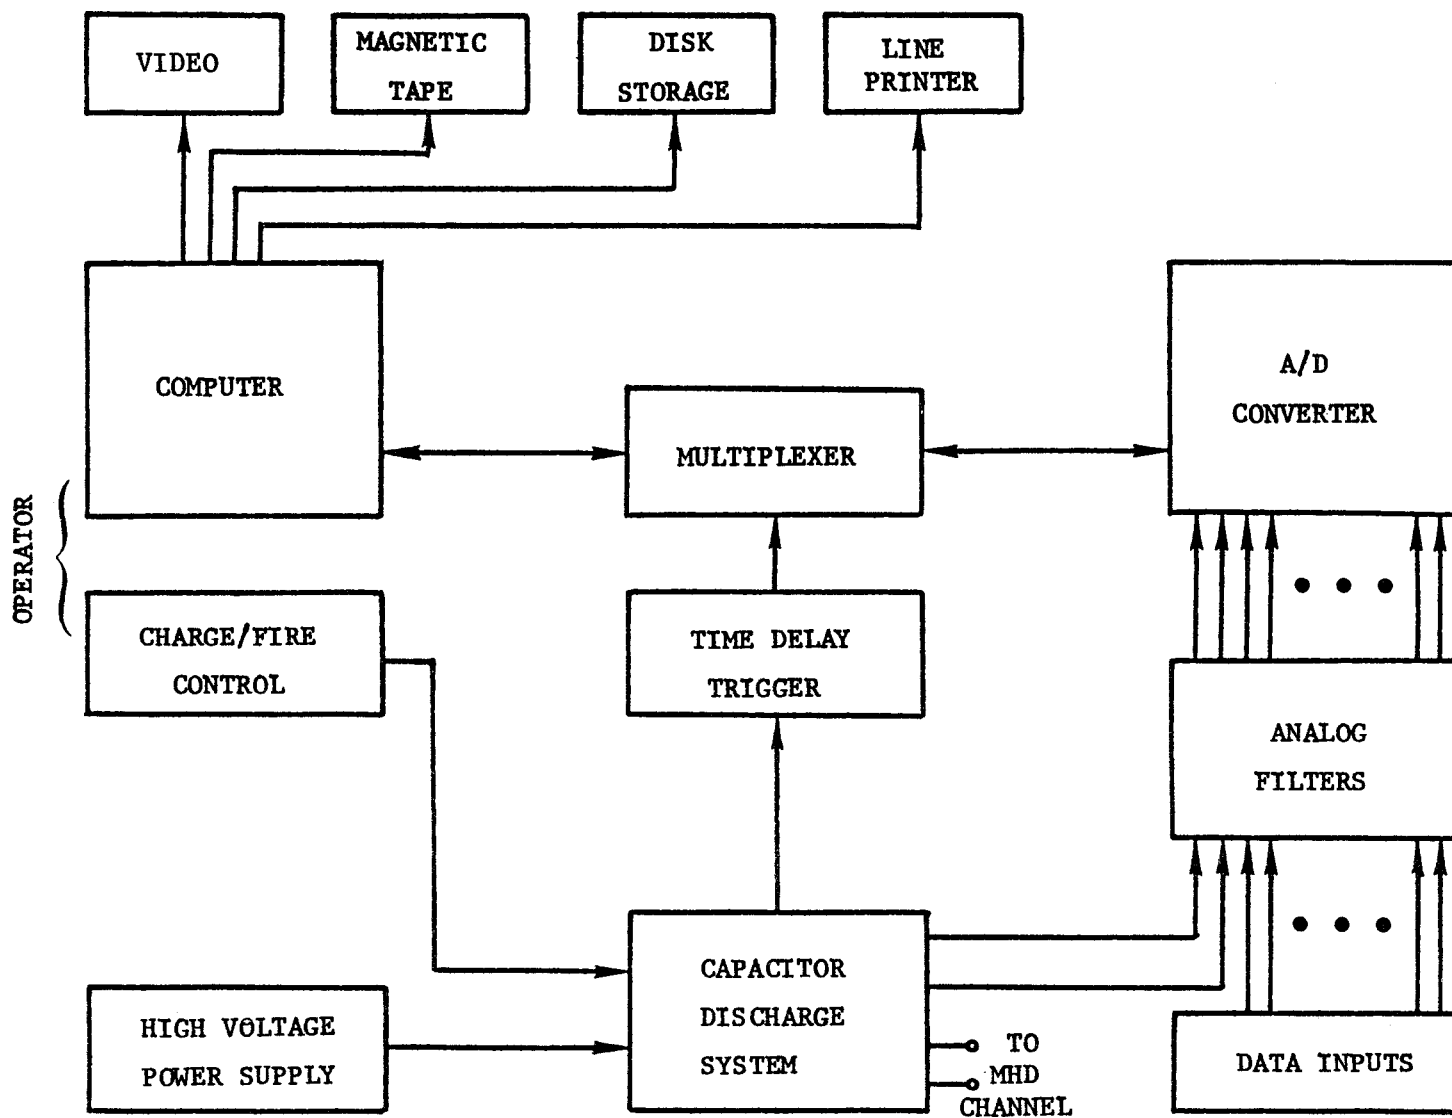 VIDEO
MAGNETIC
TAPE
DISK
STORAGE
LINE
PRINTER
COMPUTER
A/D
CONVERTER
MULTIPLEXER
OPERATOR
CHARGE/FIRE
CONTROL
TIME DELAY
TRIGGER
ANALOG
FILTERS
CAPACITOR
DISCHARGE
SYSTEM
HIGH VOLTAGE
POWER SUPPLY
TO
MHD
CHANNEL
DATA INPUTS